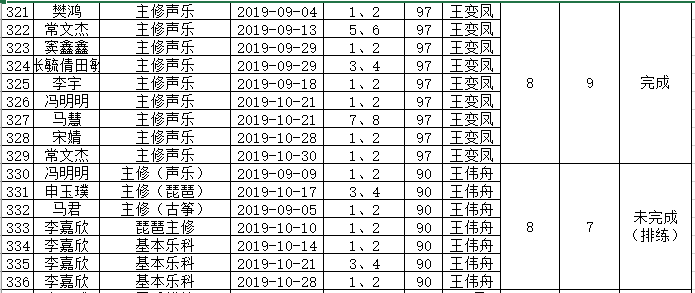 321 樊鸿 主修声乐 2019-09-04 1、2 97 王变凤
322 常文杰 主修声乐 2019-09-13 5、6 97 王变凤
323 窦鑫鑫 主修声乐 2019-09-29 1、2 97 王变凤
324 长毓倩田敏 主修声乐 2019-09-29 3、4 97 王变凤
325 李宇 主修声乐 2019-09-18 1、2 97 王变凤 8 9 完成
326 冯明明 主修声乐 2019-10-21 1、2 97 王变凤
327 马慧 主修声乐 2019-10-21 7、8 97 王变凤
328 宋婧 主修声乐 2019-10-28 1、2 97 王变凤
329 常文杰 主修声乐 2019-10-30 1、2 97 王变凤
330 冯明明 主修（声乐） 2019-09-09 1、2 90 王伟舟
331 申玉璞 主修（琵琶） 2019-10-17 3、4 90 王伟舟
332 马君 主修（古筝） 2019-09-05 1、2 90 王伟舟
333 李嘉欣 琵琶主修 2019-10-10 1、2 90 王伟舟 8 7 未完成
（排练）
334 李嘉欣 基本乐科 2019-10-14 1、2 90 王伟舟
335 李嘉欣 基本乐科 2019-10-21 3、4 90 王伟舟
336 李嘉欣 基本乐科 2019-10-28 1、2 90 王伟舟